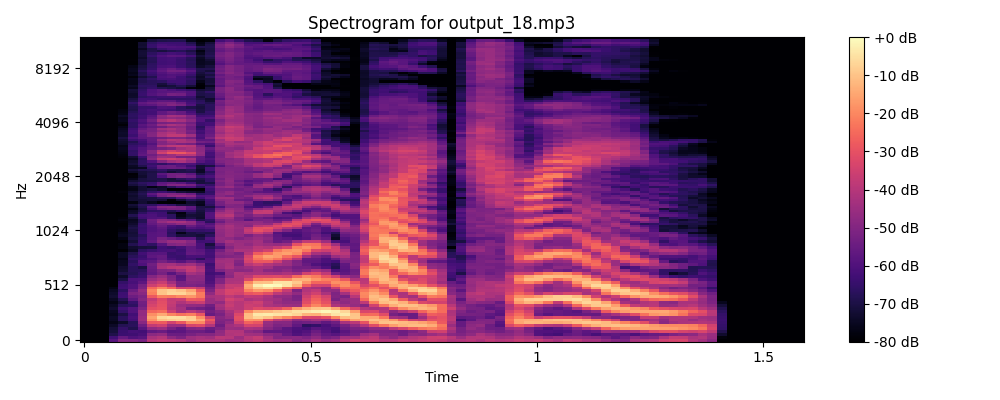 Spectrogram for output_18.mp3
Hz
8192
4096
2048
1024
512
0
0
0.5
1
1.5
Time
+0 dB
-10 dB
-20 dB
-30 dB
-40 dB
-50 dB
-60 dB
-70 dB
-80 dB